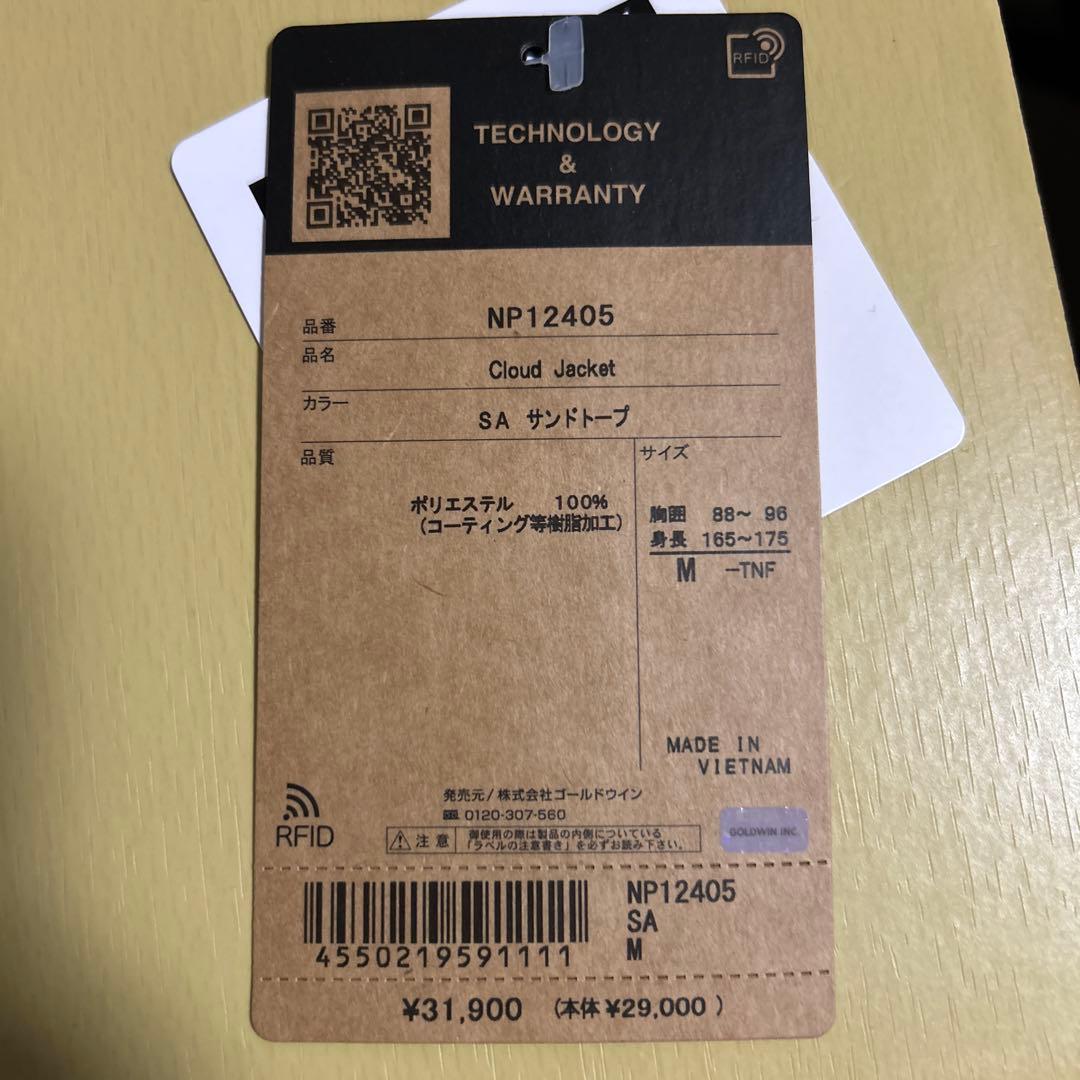 RFID
TECHNOLOGY
&
WARRANTY
品番 NP12405
品名 Cloud Jacket
カラー SA サンドトープ
品質
ポリエステル 100%
(コーティング等樹脂加工)
サイズ
胸囲 88~ 96
身長 165~175
M -TNF
MADE IN
VIETNAM
RFID
発売元/株式会社ゴールドウイン
0120-307-560
注意
御使用の際は製品の内側についている
「ラベルの注意書き」を必ずお読み下さい。
GOLDWIN INC.
4550219591111
NP12405
SA
M
¥31,900 (本体¥29,000)